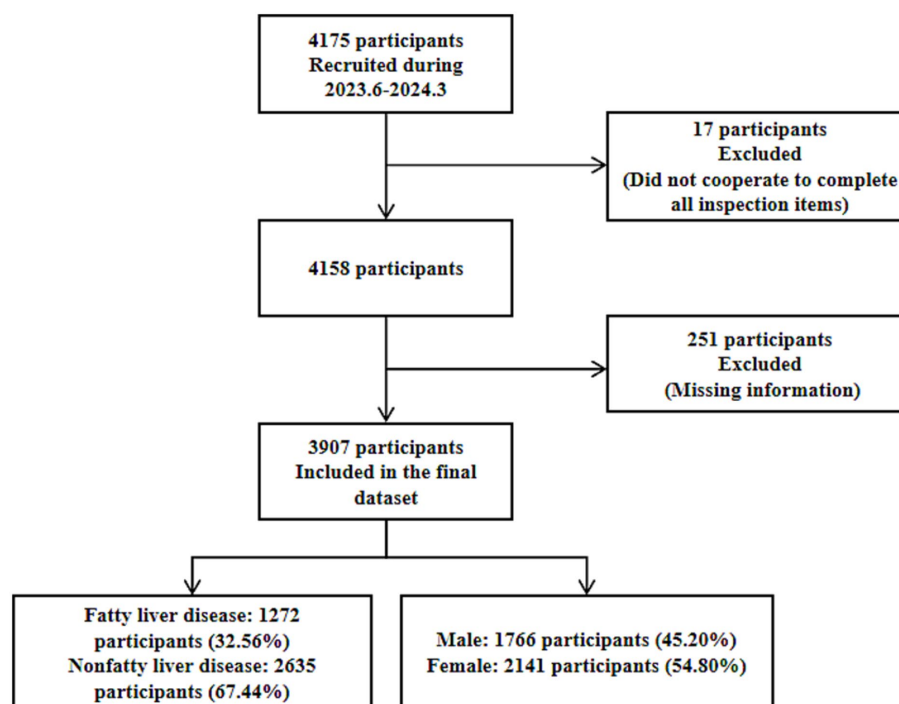 4175 participants
Recruited during
2023.6-2024.3
17 participants
Excluded
(Did not cooperate to complete
all inspection items)
4158 participants
251 participants
Excluded
(Missing information)
3907 participants
Included in the final
dataset
Fatty liver disease: 1272
participants (32.56%)
Nonfatty liver disease: 2635
participants (67.44%)
Male: 1766 participants (45.20%)
Female: 2141 participants (54.80%)